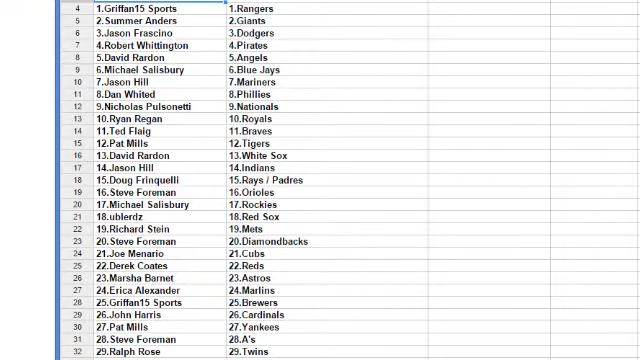 4 1.Griffan15 Sports 1.Rangers
5 2.Summer Anders 2.Giants
6 3.Jason Frascino 3.Dodgers
7 4.Robert Whittington 4.Pirates
8 5.David Rardon 5.Angels
9 6.Michael Salisbury 6.Blue Jays
10 7.Jason Hill 7.Mariners
11 8.Dan Whited 8.Phillies
12 9.Nicholas Pulsonetti 9.Nationals
13 10.Ryan Regan 10.Royals
14 11.Ted Flaig 11.Braves
15 12.Pat Mills 12.Tigers
16 13.David Rardon 13.White Sox
17 14.Jason Hill 14.Indians
18 15.Doug Frinquelli 15.Rays / Padres
19 16.Steve Foreman 16.Orioles
20 17.Michael Salisbury 17.Rockies
21 18.ublerdz 18.Red Sox
22 19.Richard Stein 19.Mets
23 20.Steve Foreman 20.Diamondbacks
24 21.Joe Menario 21.Cubs
25 22.Derek Coates 22.Reds
26 23.Marsha Barnet 23.Astros
27 24.Erica Alexander 24.Marlins
28 25.Griffan15 Sports 25.Brewers
29 26.John Harris 26.Cardinals
30 27.Pat Mills 27.Yankees
31 28.Steve Foreman 28.A's
32 29.Ralph Rose 29.Twins